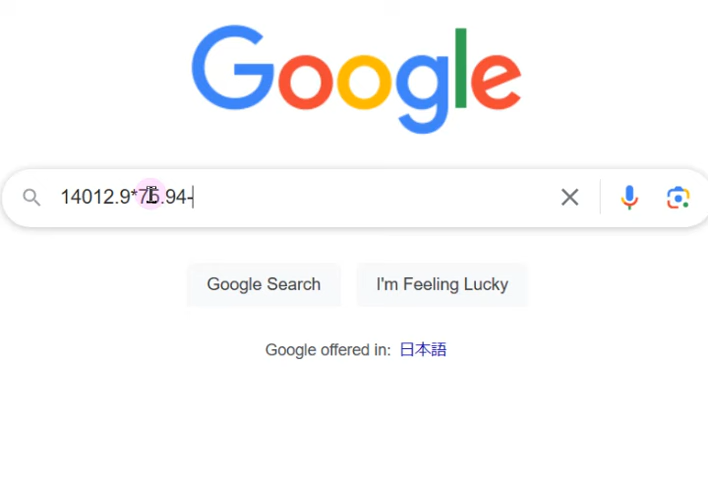 Google
14012.9*75.94-
Google Search
I'm Feeling Lucky
Google offered in: 日本語